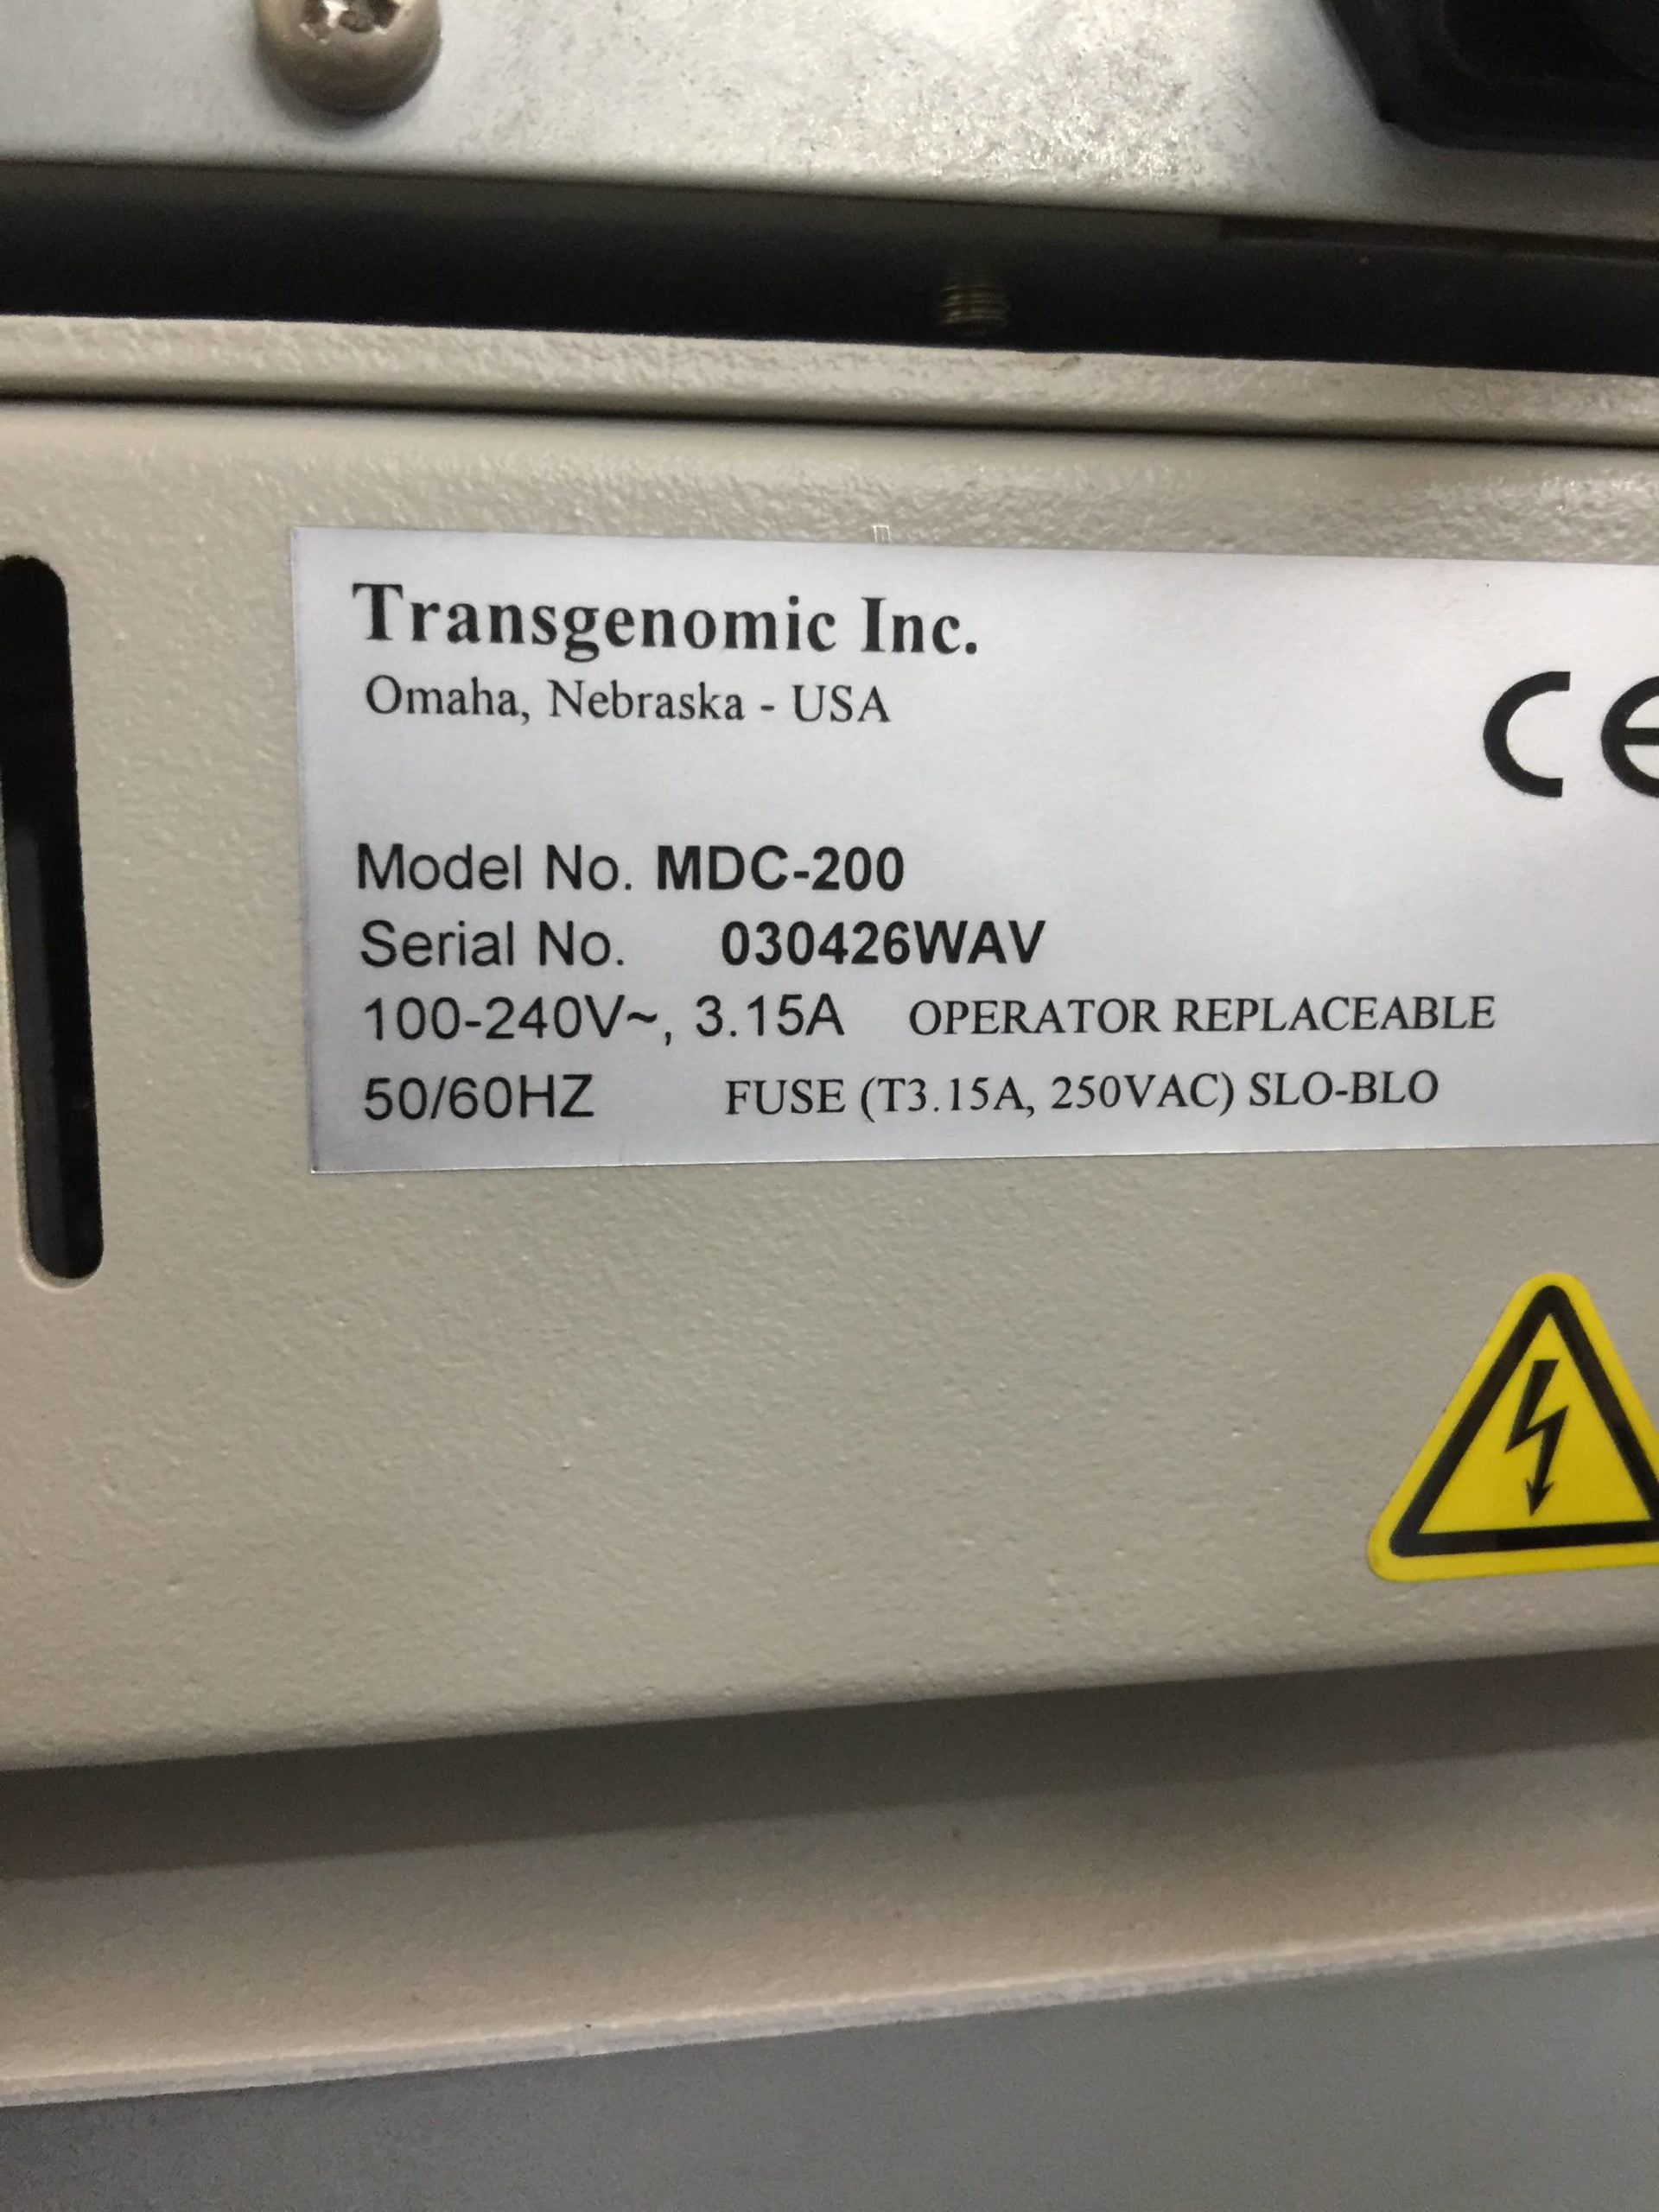 Transgenomic Inc.
Omaha, Nebraska - USA
CE
Model No. MDC-200
Serial No. 030426WAV
100-240V~, 3.15A OPERATOR REPLACEABLE
50/60HZ FUSE (T3.15A, 250VAC) SLO-BLO